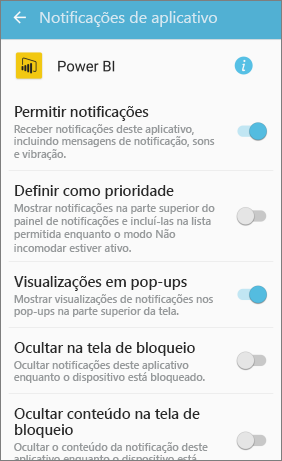 Notificações de aplicativo
Power BI
Permitir notificações
Receber notificações deste aplicativo,
incluindo mensagens de notificação, sons
e vibração.
Definir como prioridade
Mostrar notificações na parte superior do
painel de notificações e incluí-las na lista
permitida enquanto o modo Não
incomodar estiver ativo.
Visualizações em pop-ups
Mostrar visualizações de notificações nos
pop-ups na parte superior da tela.
Ocultar na tela de bloqueio
Ocultar notificações deste aplicativo
enquanto o dispositivo está bloqueado.
Ocultar conteúdo na tela de
bloqueio
Ocultar o conteúdo da notificação deste
aplicativo enquanto o dispositivo está